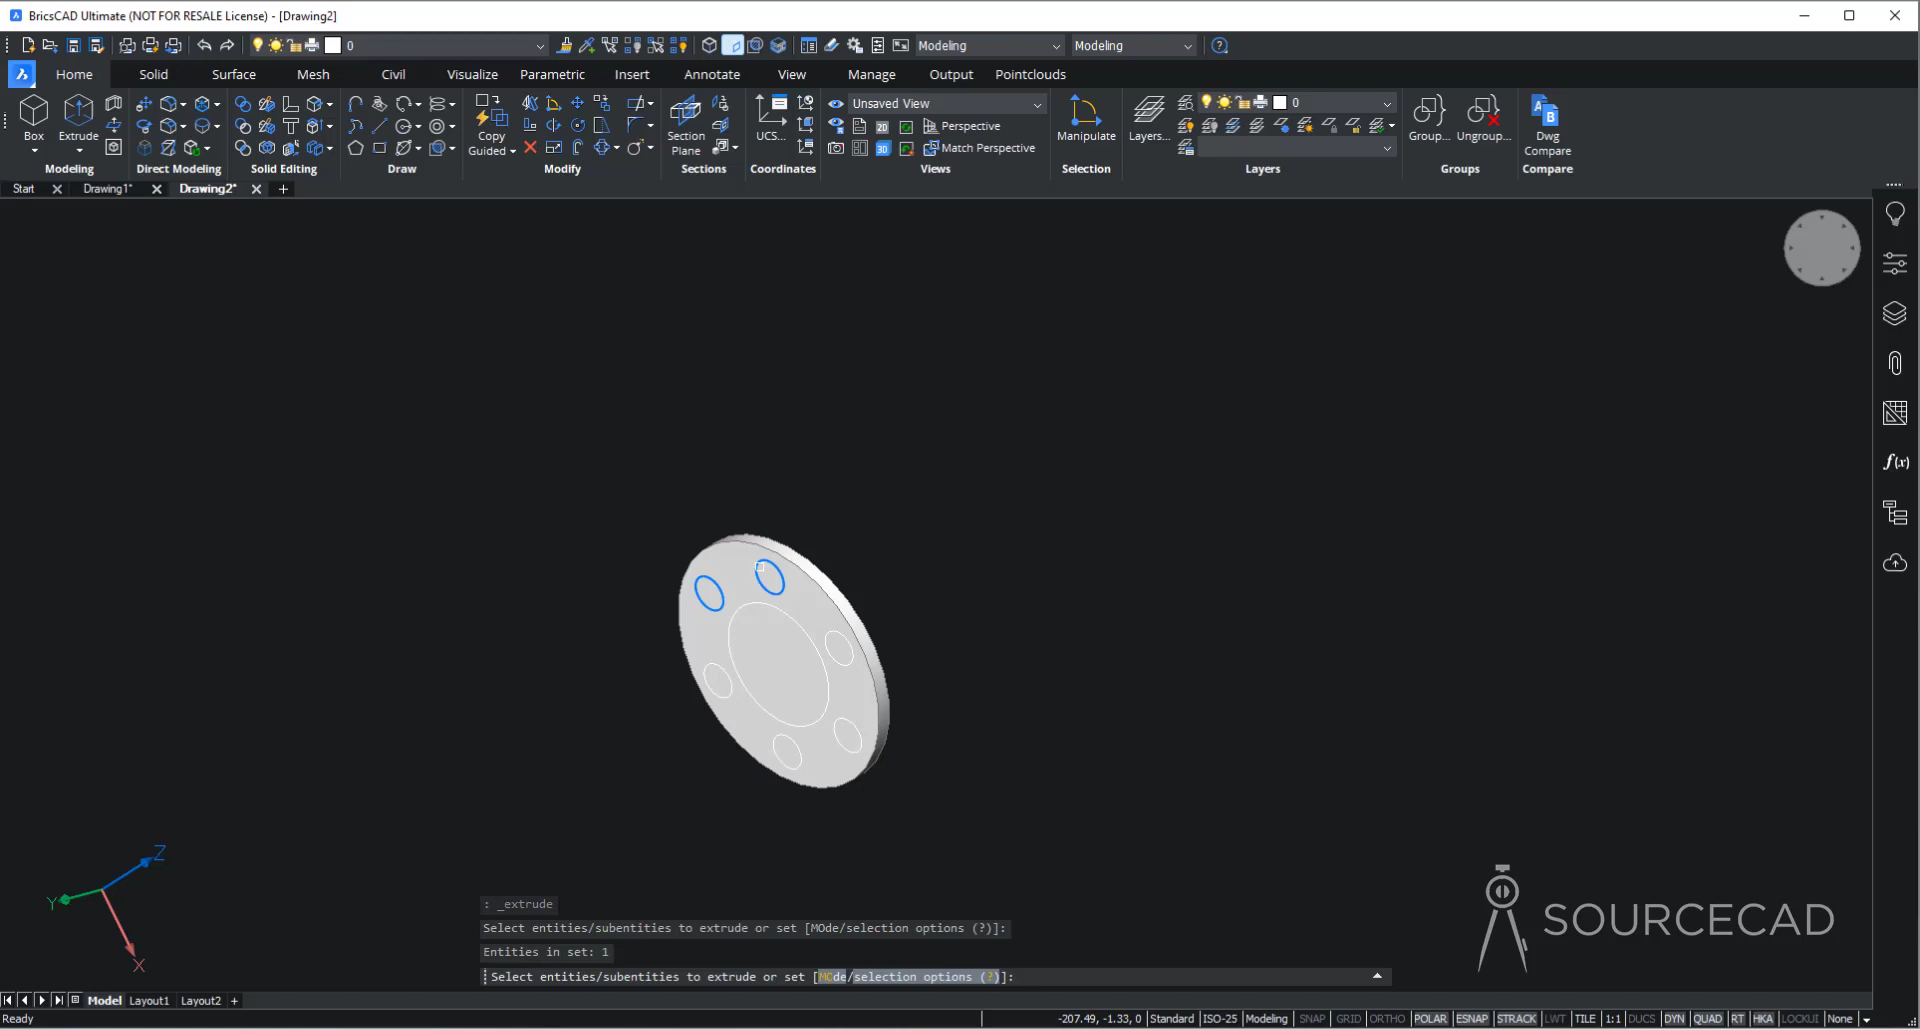 BricsCAD Ultimate (NOT FOR RESALE License) - [Drawing2]
0 Modeling Modeling
Home Solid Surface Mesh Civil Visualize Parametric Insert Annotate View Manage Output Pointclouds
Unsaved View 0
2D Perspective
3D Match Perspective
Box Extrude Copy Guided Section Plane UCS... Manipulate Layers... Group... Ungroup... Dwg Compare
Modeling Direct Modeling Solid Editing Draw Modify Sections Coordinates Views Selection Layers Groups Compare
Start Drawing1* Drawing2* +
f(x)
Z
Y
X
: _extrude
Select entities/subentities to extrude or set [MOde/selection options (?)]:
Entities in set: 1
Select entities/subentities to extrude or set [MOde/selection options (?)]:
SOURCECAD
Model Layout1 Layout2 +
Ready -207.49, -1.33, 0 Standard ISO-25 Modeling SNAP GRID ORTHO POLAR ESNAP STRACK LWT TILE 1:1 DUCS DYN QUAD RT HKA LOCKUI None